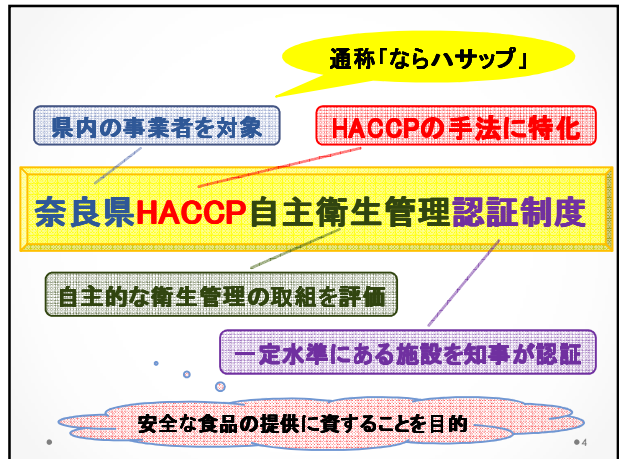 通称「ならハサップ」
県内の事業者を対象
HACCPの手法に特化
奈良県HACCP自主衛生管理認証制度
自主的な衛生管理の取組を評価
一定水準にある施設を知事が認証
安全な食品の提供に資することを目的
4